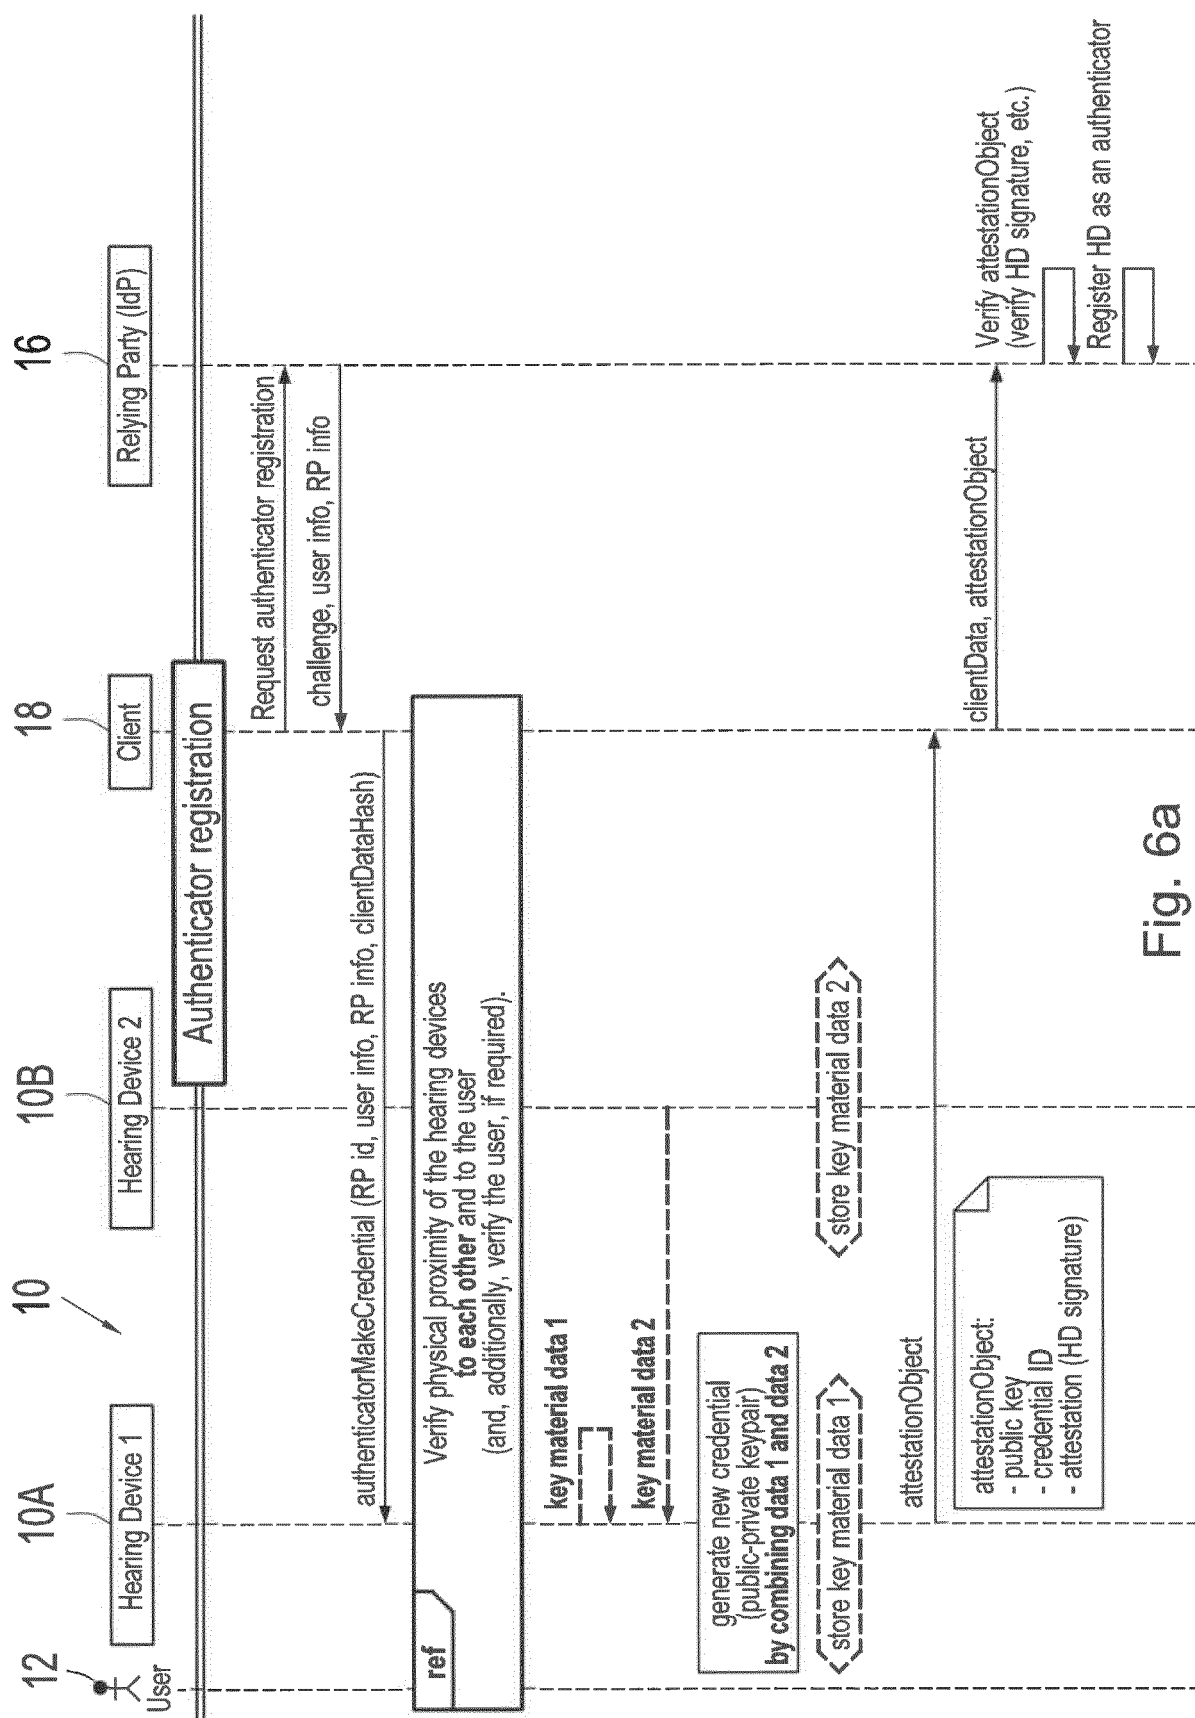 12
10A
10
10B
18
16
User
Hearing Device 1
Hearing Device 2
Client
Relying Party (IdP)
Authenticator registration
Request authenticator registration
challenge, user info, RP info
authenticatorMakeCredential (RP id, user info, RP info, clientDataHash)
ref
Verify physical proximity of the hearing devices
to each other and to the user
(and, additionally, verify the user, if required).
key material data 1
key material data 2
generate new credential
(public-private keypair)
by combining data 1 and data 2
store key material data 1
store key material data 2
attestationObject
attestationObject:
- public key
- credential ID
- attestation (HD signature)
clientData, attestationObject
Verify attestationObject
(verify HD signature, etc.)
Register HD as an authenticator
Fig. 6a